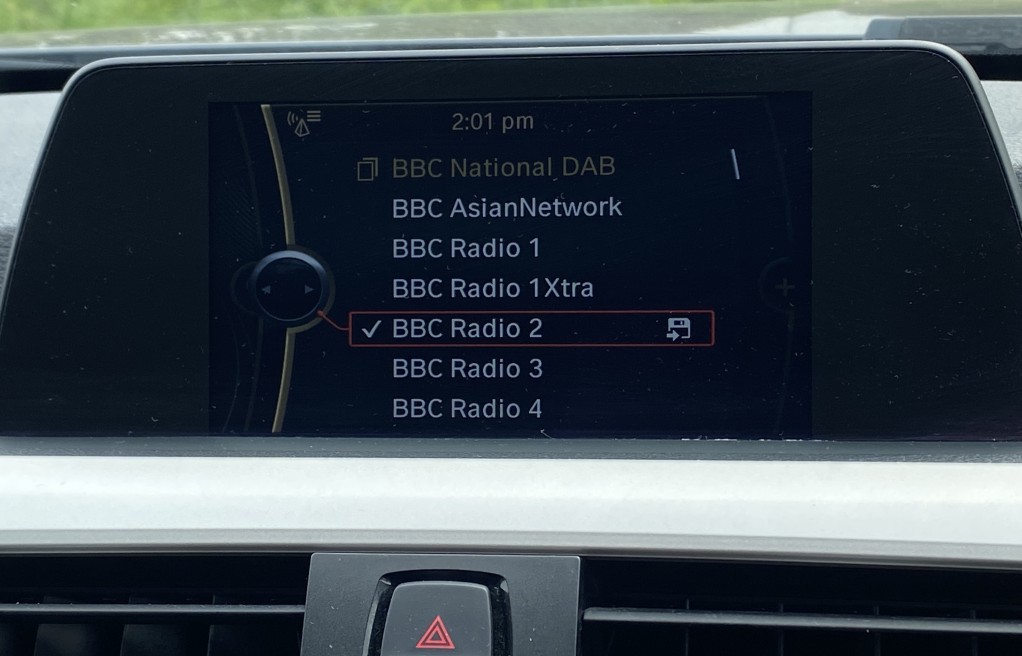 2:01 pm
BBC National DAB
BBC AsianNetwork
BBC Radio 1
BBC Radio 1Xtra
BBC Radio 2
BBC Radio 3
BBC Radio 4